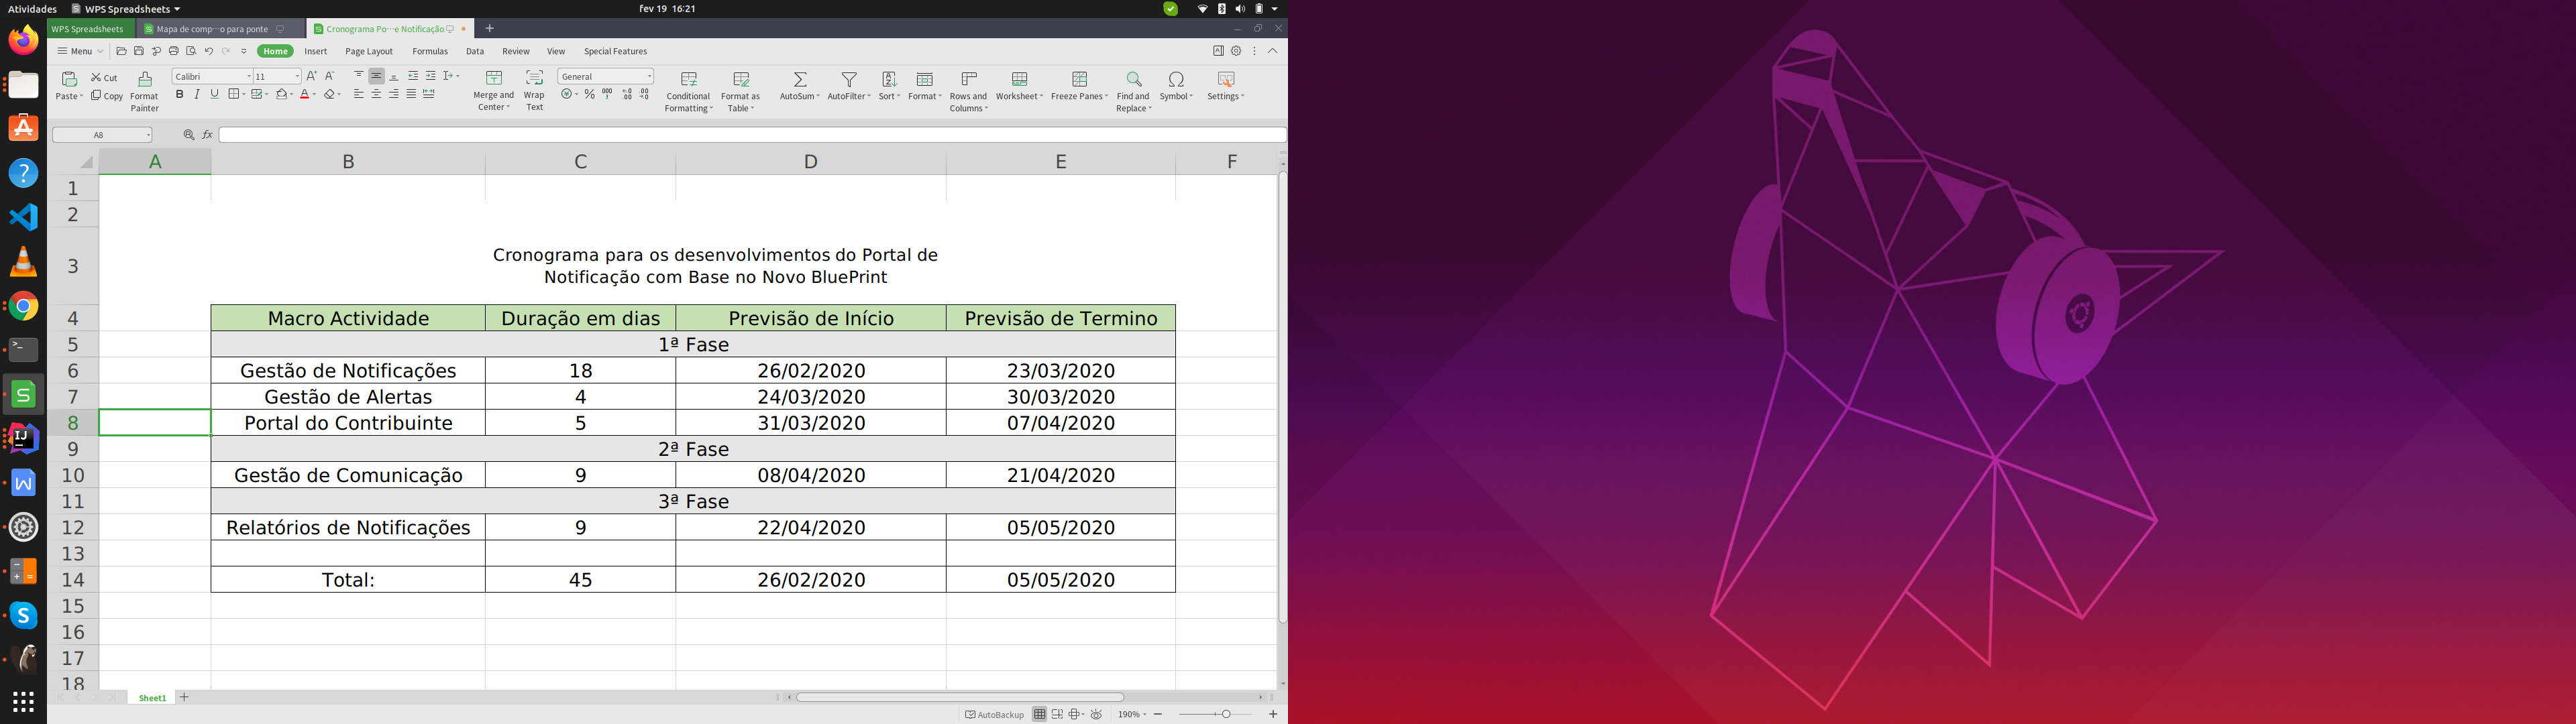 Atividades WPS Spreadsheets fev 19 16:21
WPS Spreadsheets Mapa de comp···o para ponte Cronograma Po···e Notificação
Menu Home Insert Page Layout Formulas Data Review View Special Features
Paste Cut Copy Format Painter Calibri 11 Merge and Center Wrap Text General Conditional Formatting Format as Table AutoSum AutoFilter Sort Format Rows and Columns Worksheet Freeze Panes Find and Replace Symbol Settings
A8 fx
A B C D E F
1
2
3 Cronograma para os desenvolvimentos do Portal de
Notificação com Base no Novo BluePrint
4 Macro Actividade Duração em dias Previsão de Início Previsão de Termino
5 1ª Fase
6 Gestão de Notificações 18 26/02/2020 23/03/2020
7 Gestão de Alertas 4 24/03/2020 30/03/2020
8 Portal do Contribuinte 5 31/03/2020 07/04/2020
9 2ª Fase
10 Gestão de Comunicação 9 08/04/2020 21/04/2020
11 3ª Fase
12 Relatórios de Notificações 9 22/04/2020 05/05/2020
13
14 Total: 45 26/02/2020 05/05/2020
15
16
17
18
Sheet1
AutoBackup 190%